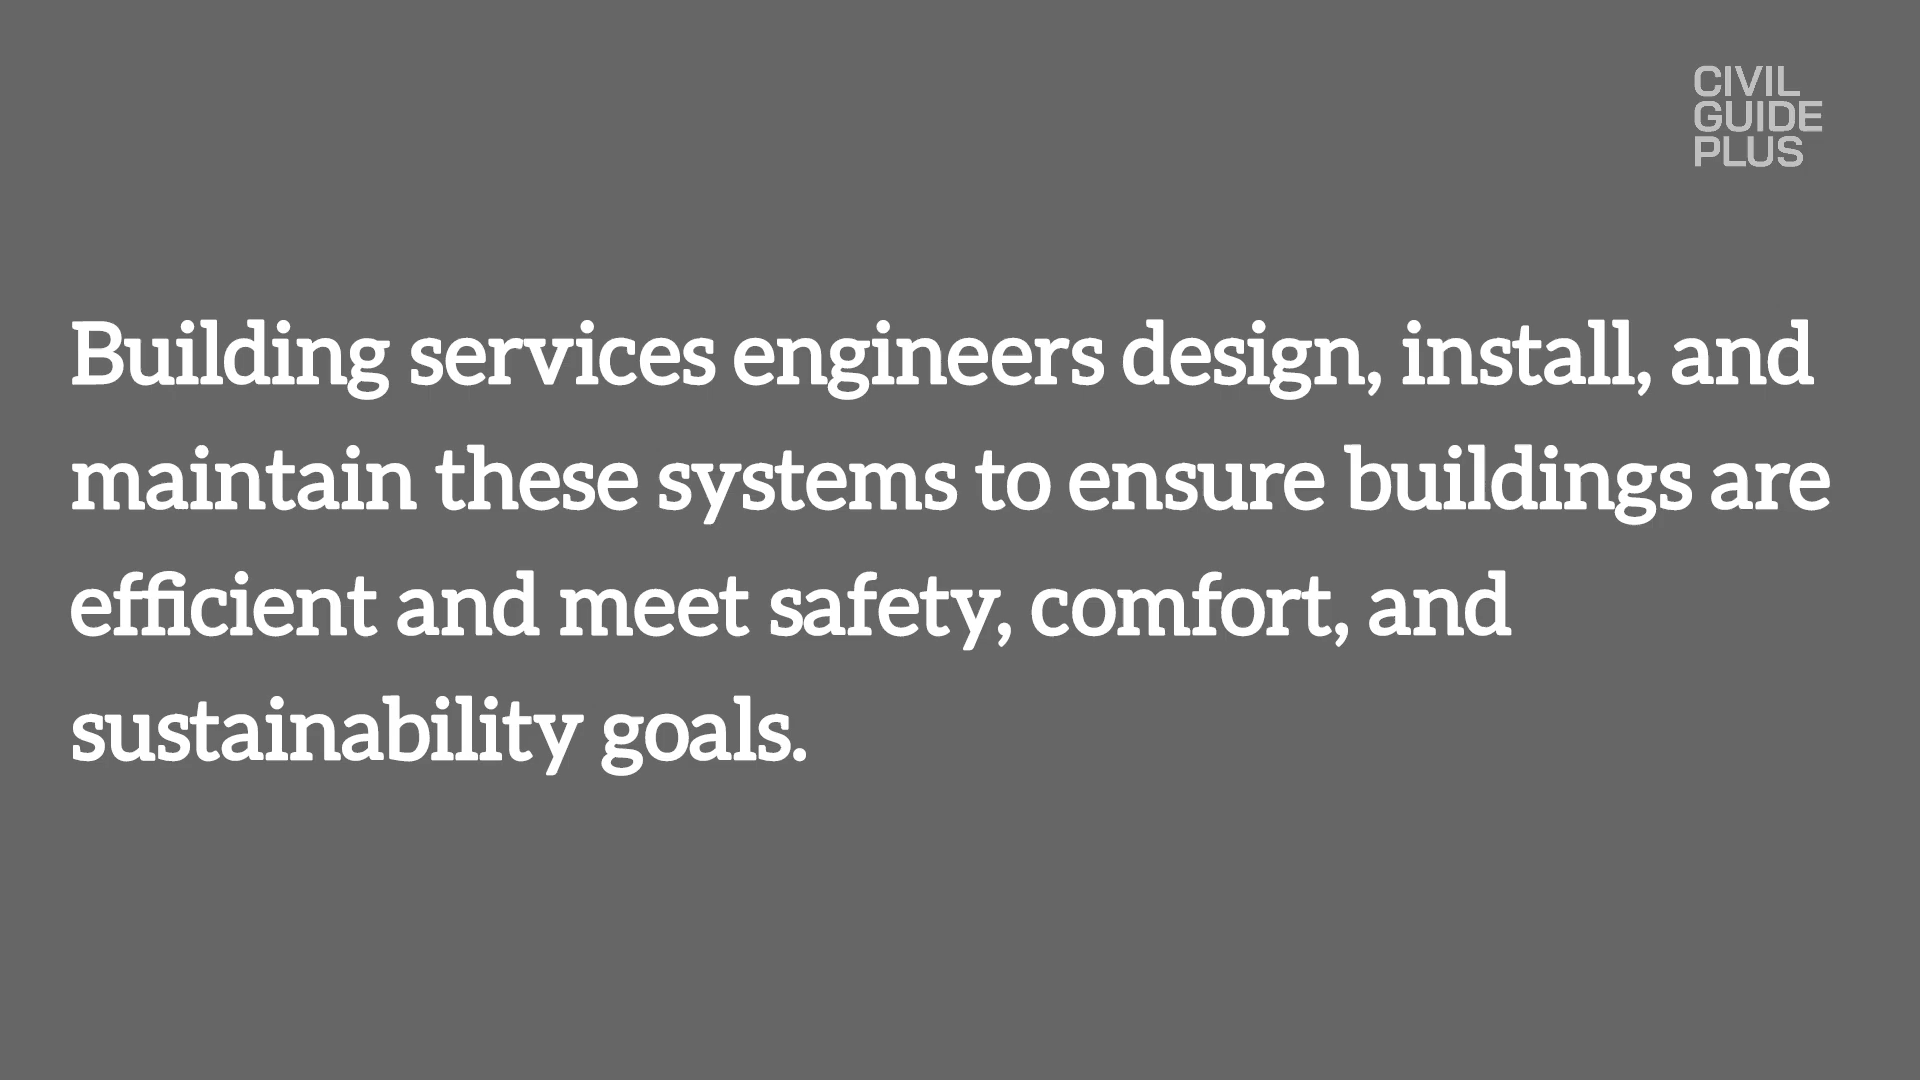 CIVIL
GUIDE
PLUS
Building services engineers design, install, and
maintain these systems to ensure buildings are
efficient and meet safety, comfort, and
sustainability goals.